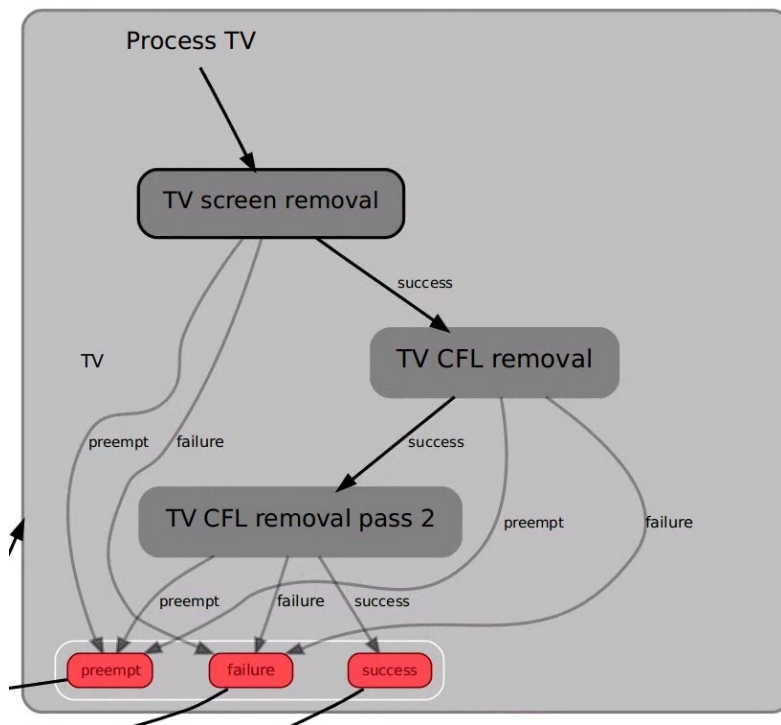 Process TV
TV screen removal
success
TV CFL removal
TV
preempt
failure
success
TV CFL removal pass 2
preempt
failure
preempt
failure
success
preempt
failure
success